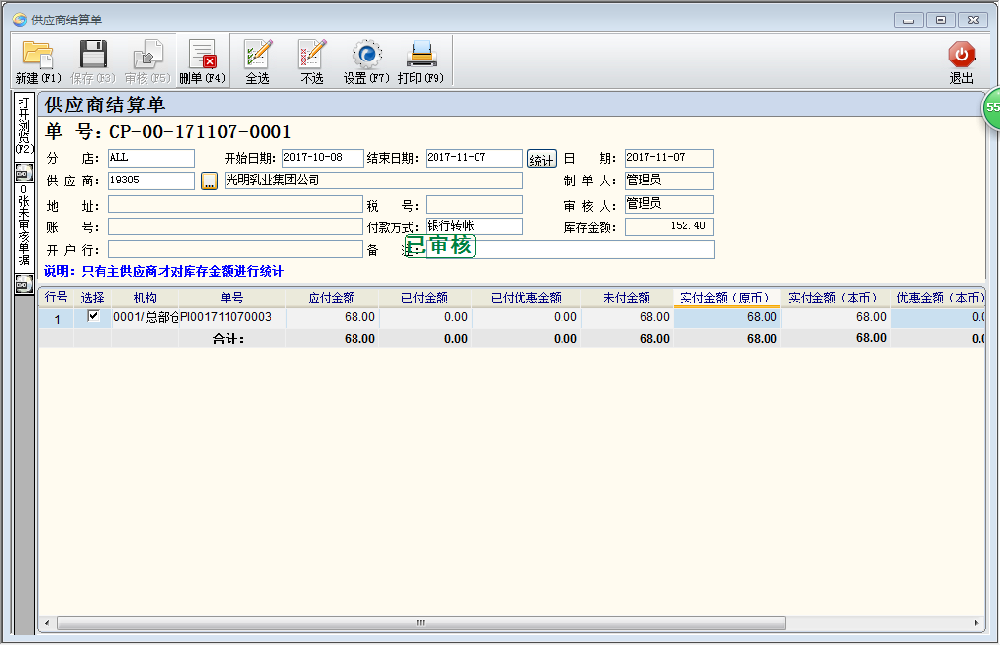 供应商结算单
新建(F1) 保存(F3) 审核(F5) 删单(F4) 全选 不选 设置(F7) 打印(F9) 退出
打开浏览(F2)
0张未审核单据
55
供应商结算单
单 号: CP-00-171107-0001
分 店: ALL 开始日期: 2017-10-08 结束日期: 2017-11-07 统计 日 期: 2017-11-07
供 应 商: 19305 ... 光明乳业集团公司 制 单 人: 管理员
地 址: 税 号: 审 核 人: 管理员
账 号: 付款方式: 银行转帐 库存金额: 152.40
开 户 行: 备 注:
已审核
说明: 只有主供应商才对库存金额进行统计
行号 选择 机构 单号 应付金额 已付金额 已付优惠金额 未付金额 实付金额(原币) 实付金额(本币) 优惠金额(本币)
1 0001/总部仓 PI001711070003 68.00 0.00 0.00 68.00 68.00 68.00 0.0
合计: 68.00 0.00 0.00 68.00 68.00 68.00 0.0